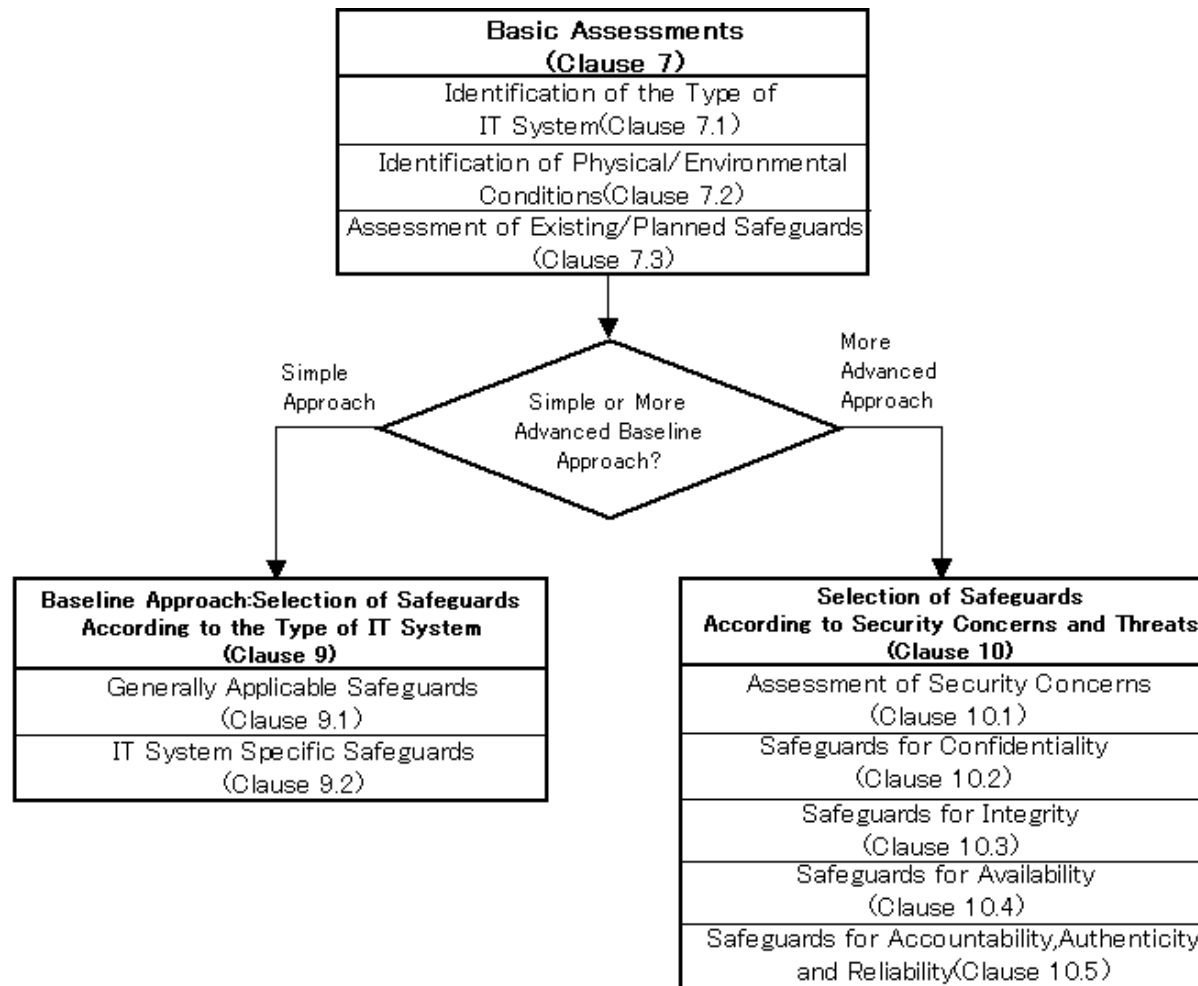 Basic Assessments
(Clause 7)
Identification of the Type of
IT System(Clause 7.1)
Identification of Physical/Environmental
Conditions(Clause 7.2)
Assessment of Existing/Planned Safeguards
(Clause 7.3)
Simple
Approach
Simple or More
Advanced Baseline
Approach?
More
Advanced
Approach
Baseline Approach:Selection of Safeguards
According to the Type of IT System
(Clause 9)
Generally Applicable Safeguards
(Clause 9.1)
IT System Specific Safeguards
(Clause 9.2)
Selection of Safeguards
According to Security Concerns and Threats
(Clause 10)
Assessment of Security Concerns
(Clause 10.1)
Safeguards for Confidentiality
(Clause 10.2)
Safeguards for Integrity
(Clause 10.3)
Safeguards for Availability
(Clause 10.4)
Safeguards for Accountability,Authenticity
and Reliability(Clause 10.5)